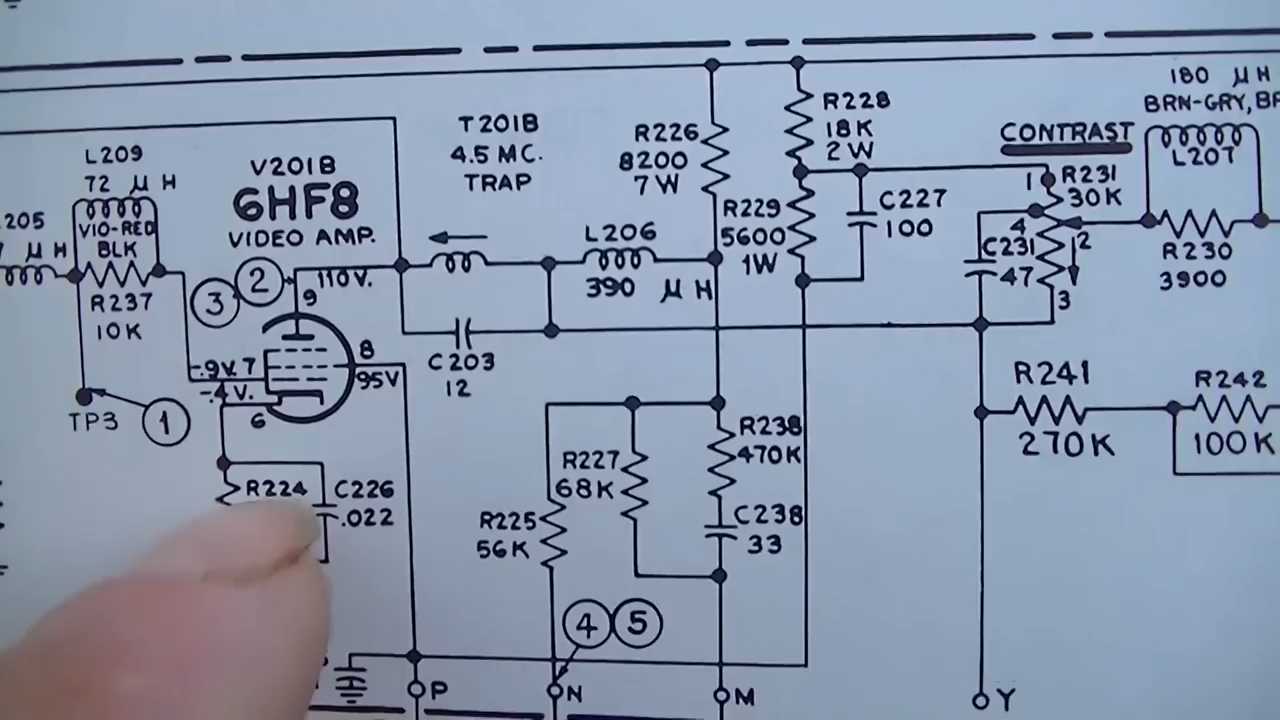 180 µH
BRN-GRY,
L207
CONTRAST
R231
30K
1
4
2
3
R230
3900
R228
18K
2W
R226
8200
7W
T201B
4.5 MC.
TRAP
L209
72 µH
VIO-RED
BLK
R237
10K
V201B
6HF8
VIDEO AMP.
.205
µH
L206
390 µH
R229
5600
1W
C227
100
C231
47
3
2
110V.
9
8
95V
-.9V. 7
-.4V.
6
C203
12
TP3
1
R241
270K
R242
100K
R238
470K
R227
68K
R224
C226
.022
R225
56K
C238
33
4
5
P
N
M
Y